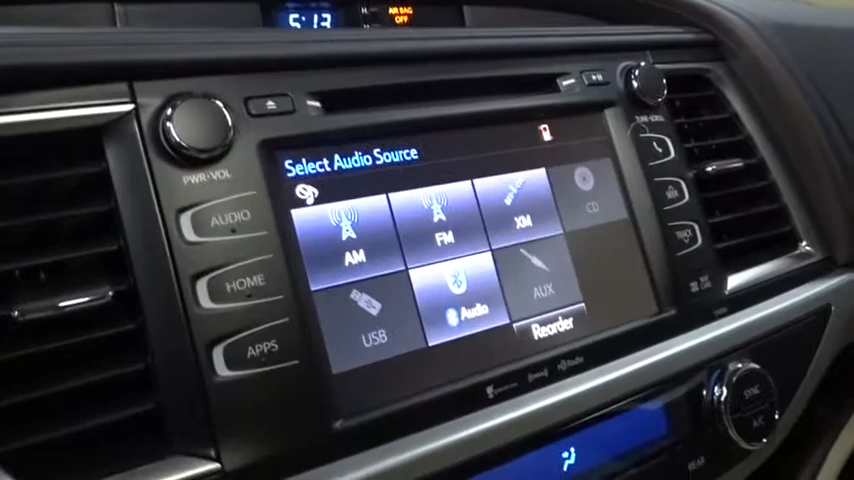 5:13
AIR BAG
OFF
PWR•VOL
TUNE•SCROLL
Select Audio Source
AUDIO
HOME
APPS
AM
FM
XM
CD
USB
Audio
AUX
Reorder
SEEK
TRACK
SYNC
A/C
REAR